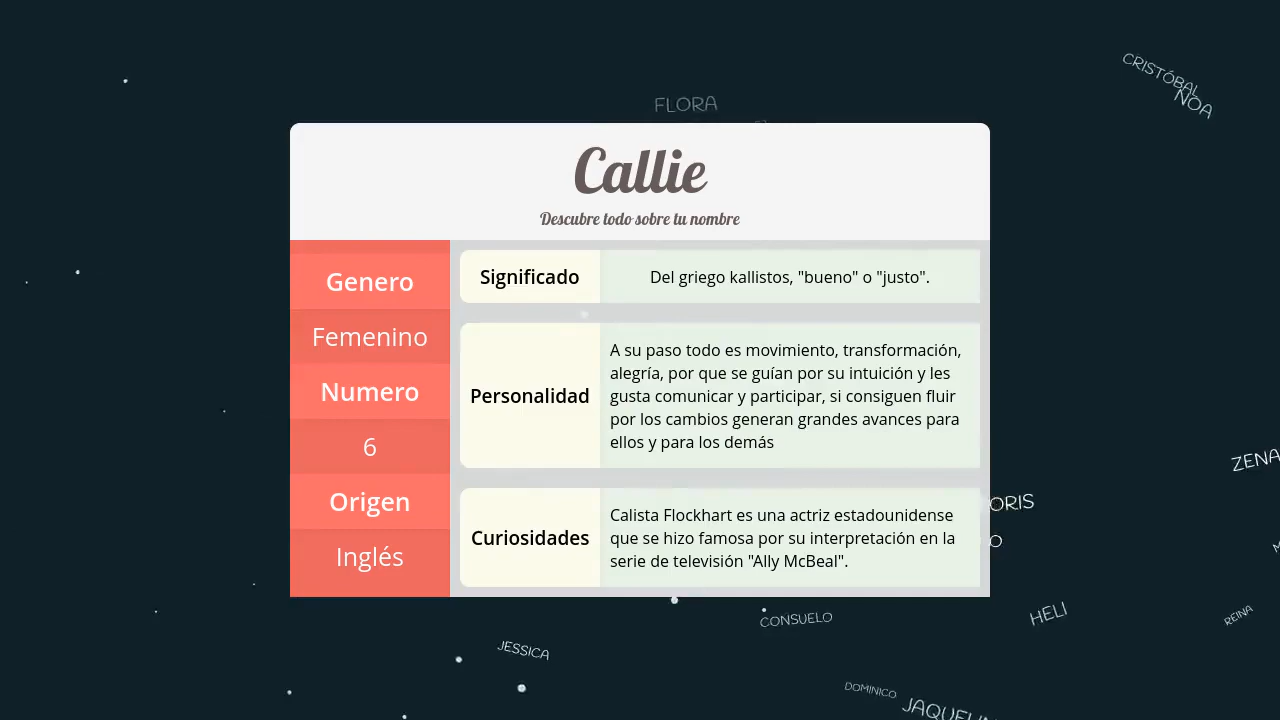 CRISTÓBAL
NOA
FLORA
Callie
Descubre todo sobre tu nombre
Genero
Femenino
Numero
6
Origen
Inglés
Significado
Del griego kallistos, "bueno" o "justo".
Personalidad
A su paso todo es movimiento, transformación,
alegría, por que se guían por su intuición y les
gusta comunicar y participar, si consiguen fluir
por los cambios generan grandes avances para
ellos y para los demás
Curiosidades
Calista Flockhart es una actriz estadounidense
que se hizo famosa por su interpretación en la
serie de televisión "Ally McBeal".
ZENA
ORIS
O
HELI
REINA
CONSUELO
JESSICA
DOMINICO